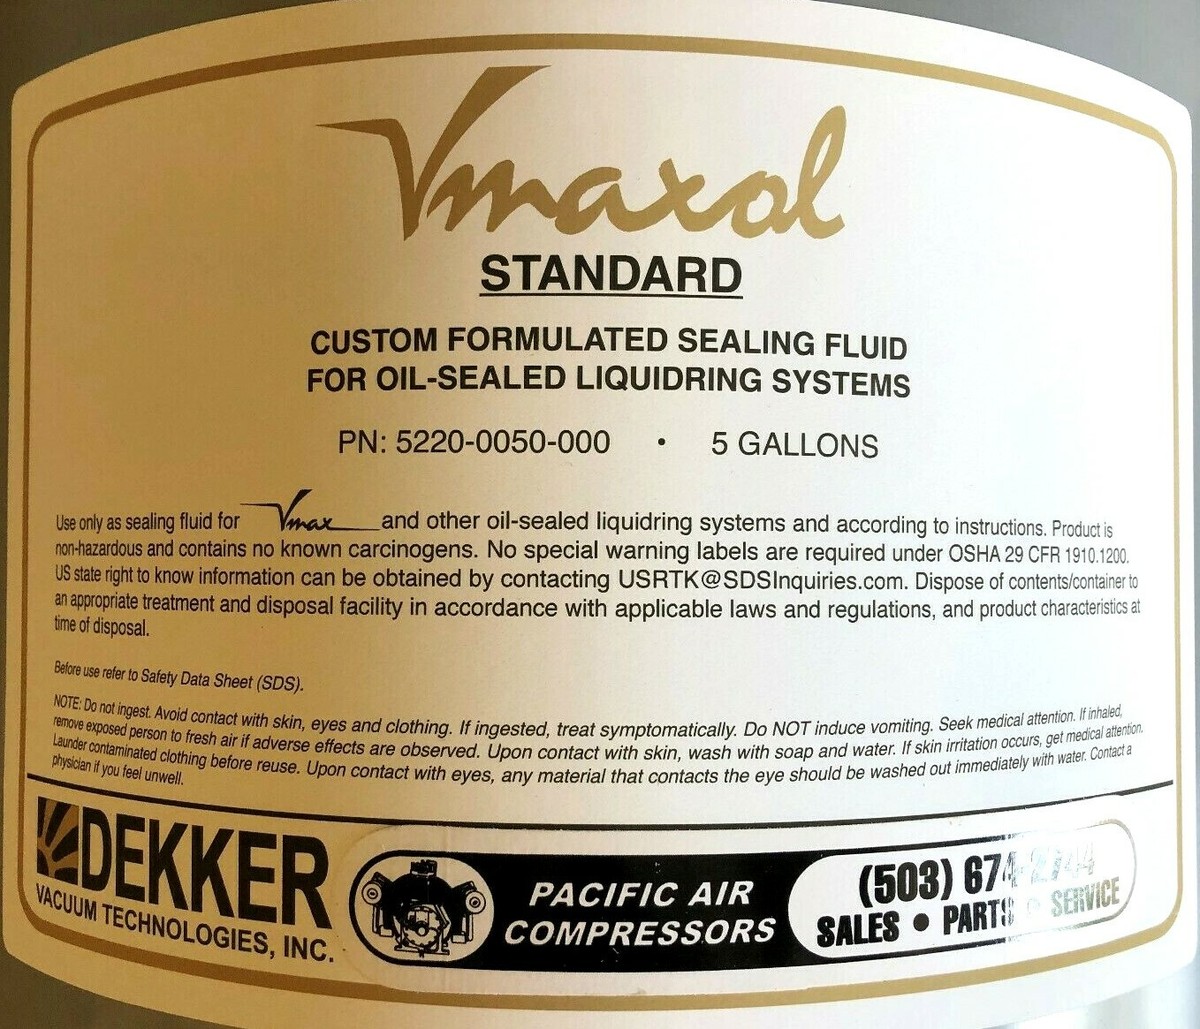 Vmaxol
STANDARD
CUSTOM FORMULATED SEALING FLUID
FOR OIL-SEALED LIQUIDRING SYSTEMS
PN: 5220-0050-000 • 5 GALLONS
Use only as sealing fluid for Vmax and other oil-sealed liquidring systems and according to instructions. Product is
non-hazardous and contains no known carcinogens. No special warning labels are required under OSHA 29 CFR 1910.1200.
US state right to know information can be obtained by contacting USRTK@SDSInquiries.com. Dispose of contents/container to
an appropriate treatment and disposal facility in accordance with applicable laws and regulations, and product characteristics at
time of disposal.
Before use refer to Safety Data Sheet (SDS).
NOTE: Do not ingest. Avoid contact with skin, eyes and clothing. If ingested, treat symptomatically. Do NOT induce vomiting. Seek medical attention. If inhaled,
remove exposed person to fresh air if adverse effects are observed. Upon contact with skin, wash with soap and water. If skin irritation occurs, get medical attention.
Launder contaminated clothing before reuse. Upon contact with eyes, any material that contacts the eye should be washed out immediately with water. Contact a
physician if you feel unwell.
DEKKER
VACUUM TECHNOLOGIES, INC.
PACIFIC AIR
COMPRESSORS
(503) 674-2744
SALES • PARTS • SERVICE